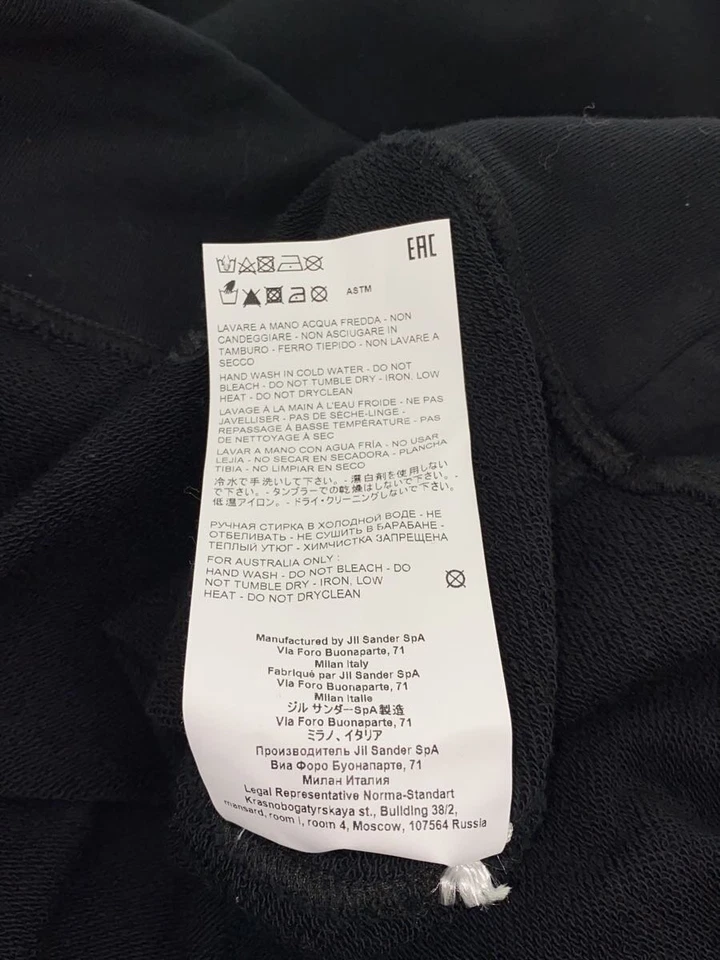 EAC
ASTM
LAVARE A MANO ACQUA FREDDA - NON
CANDEGGIARE - NON ASCIUGARE IN
TAMBURO - FERRO TIEPIDO - NON LAVARE A
SECCO
HAND WASH IN COLD WATER - DO NOT
BLEACH - DO NOT TUMBLE DRY - IRON, LOW
HEAT - DO NOT DRYCLEAN
LAVAGE À LA MAIN À L'EAU FROIDE - NE PAS
JAVELLISER - PAS DE SÈCHE-LINGE -
REPASSAGE À BASSE TEMPÉRATURE - PAS
DE NETTOYAGE À SEC
LAVAR A MANO CON AGUA FRÍA - NO USAR
LEJÍA - NO SECAR EN SECADORA - PLANCHA
TIBIA - NO LIMPIAR EN SECO
冷水で手洗いして下さい。- 漂白剤を使用しない
で下さい。- タンブラーでの乾燥はしないで下さい。-
低温アイロン。- ドライ・クリーニングしないで下さい。
РУЧНАЯ СТИРКА В ХОЛОДНОЙ ВОДЕ - НЕ
ОТБЕЛИВАТЬ - НЕ СУШИТЬ В БАРАБАНЕ -
ТЕПЛЫЙ УТЮГ - ХИМЧИСТКА ЗАПРЕЩЕНА
FOR AUSTRALIA ONLY :
HAND WASH - DO NOT BLEACH - DO
NOT TUMBLE DRY - IRON, LOW
HEAT - DO NOT DRYCLEAN
Manufactured by Jil Sander SpA
Via Foro Buonaparte, 71
Milan Italy
Fabriqué par Jil Sander SpA
Via Foro Buonaparte, 71
Milan Italie
ジル サンダーSpA製造
Via Foro Buonaparte, 71
ミラノ、イタリア
Производитель Jil Sander SpA
Виа Форо Буонапарте, 71
Милан Италия
Legal Representative Norma-Standart
Krasnobogatyrskaya st., Building 38/2,
mansard, room I, room 4, Moscow, 107564 Russia